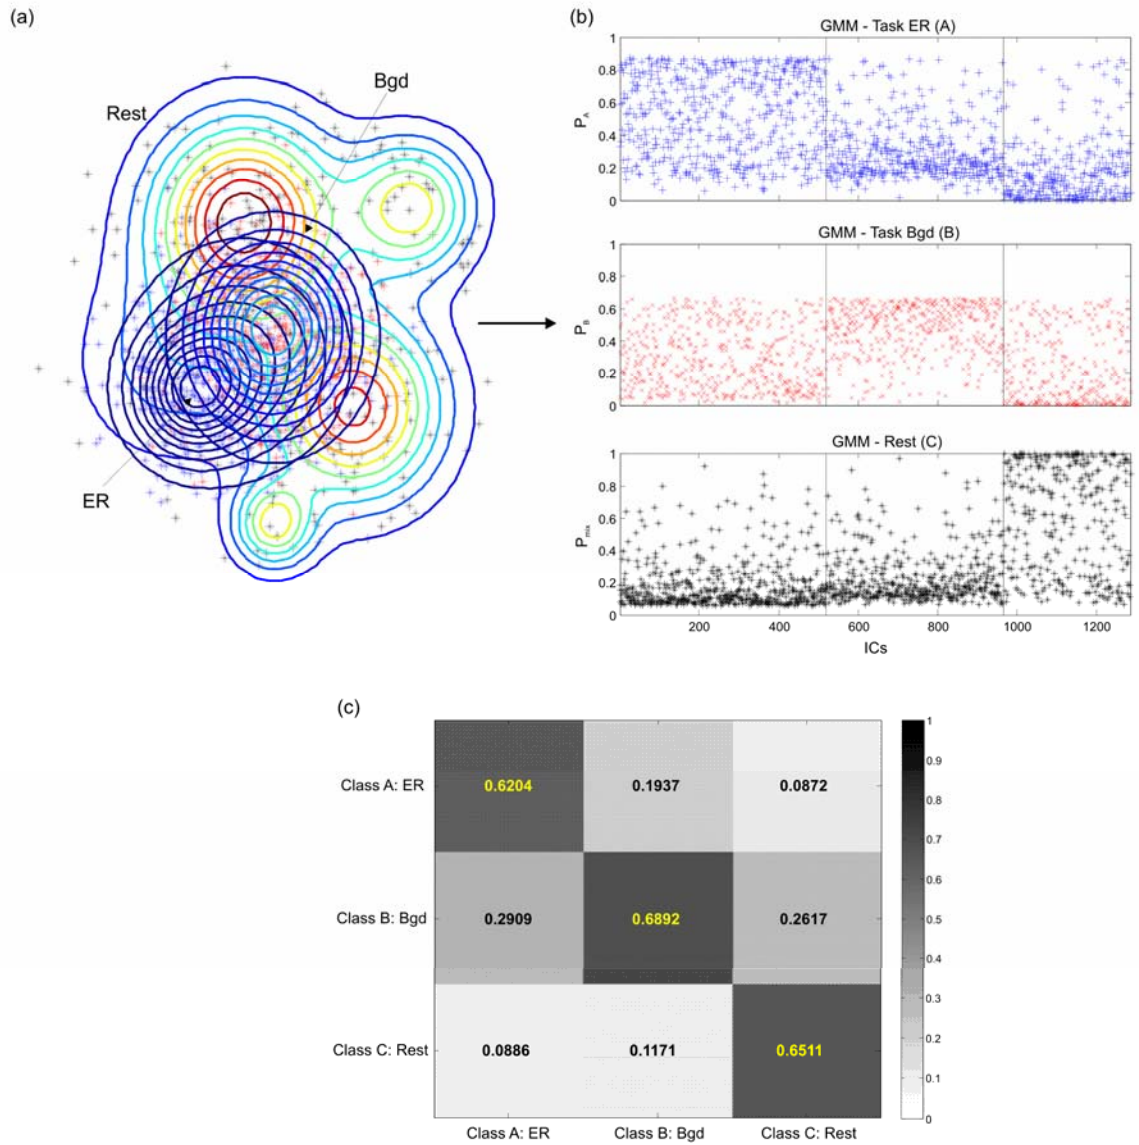 (a)
Rest
Bgd
ER
(b)
GMM - Task ER (A)
1
0.8
0.6
0.4
0.2
0
P_A
GMM - Task Bgd (B)
1
0.8
0.6
0.4
0.2
0
P_B
GMM - Rest (C)
1
0.8
0.6
0.4
0.2
0
P_mix
200 400 600 800 1000 1200
ICs
(c)
Class A: ER 0.6204 0.1937 0.0872
Class B: Bgd 0.2909 0.6892 0.2617
Class C: Rest 0.0886 0.1171 0.6511
Class A: ER Class B: Bgd Class C: Rest
1
0.9
0.8
0.7
0.6
0.5
0.4
0.3
0.2
0.1
0